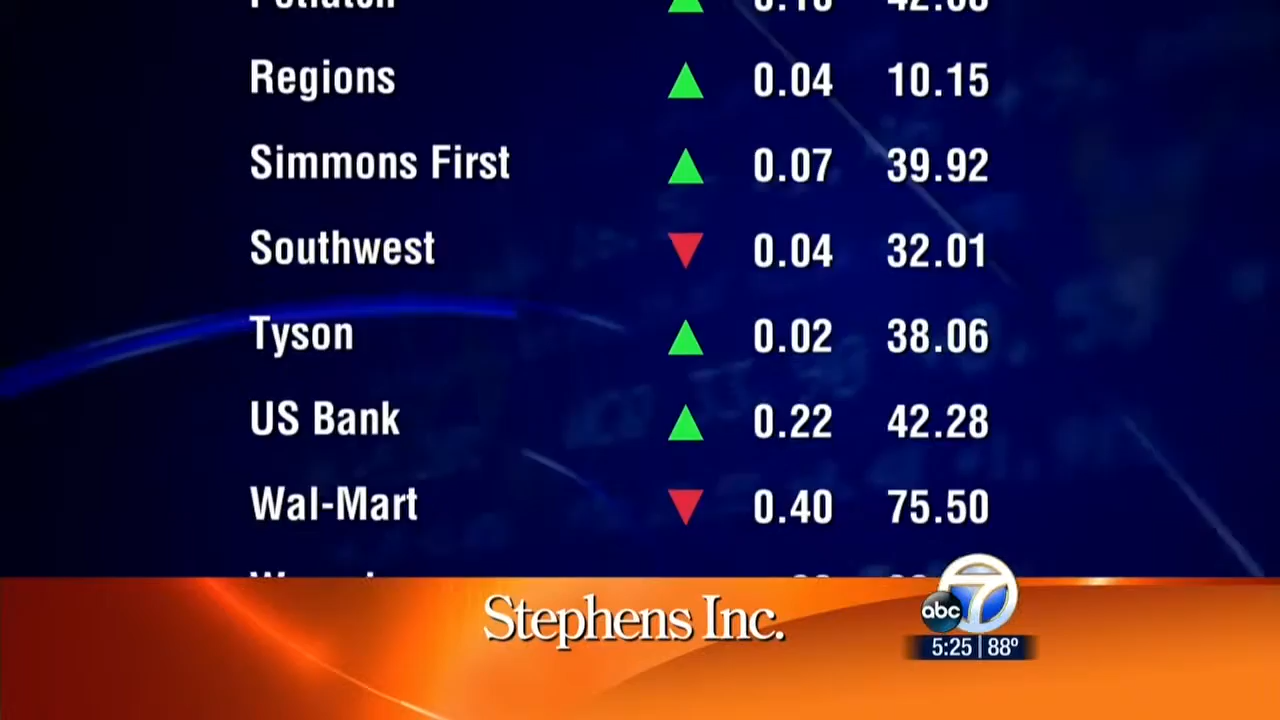 Regions ▲ 0.04 10.15
Simmons First ▲ 0.07 39.92
Southwest ▼ 0.04 32.01
Tyson ▲ 0.02 38.06
US Bank ▲ 0.22 42.28
Wal-Mart ▼ 0.40 75.50
Stephens Inc.
abc 7
5:25 88º